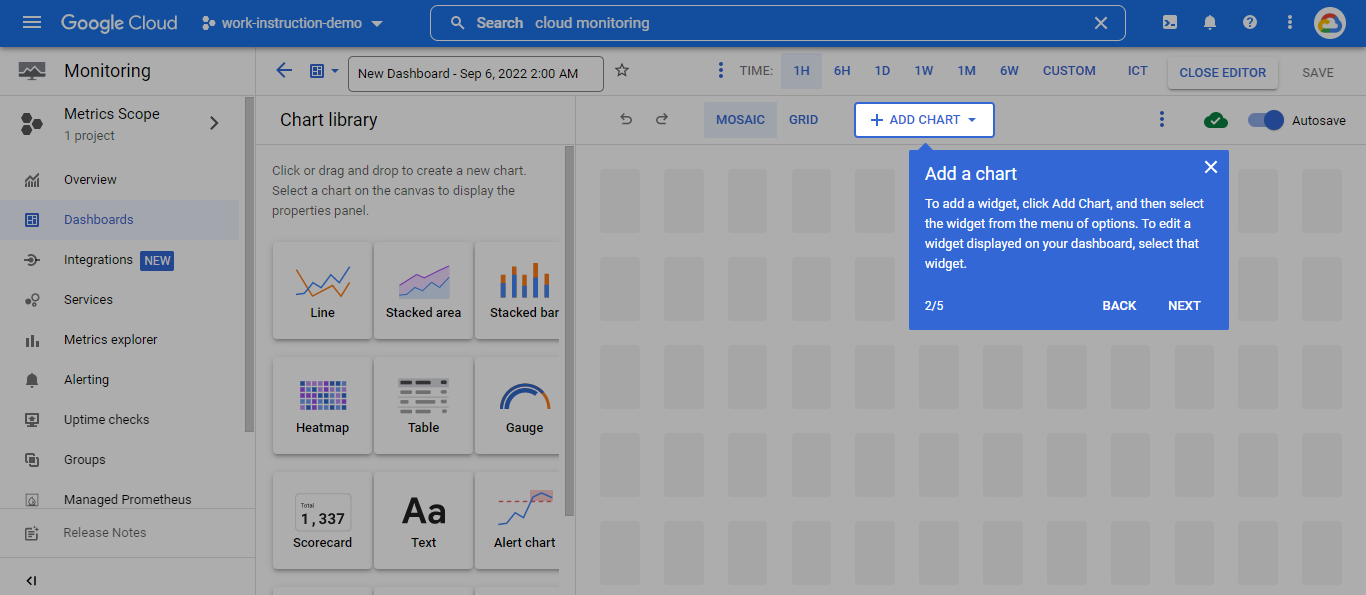 Google Cloud
work-instruction-demo
Search cloud monitoring
Monitoring
New Dashboard - Sep 6, 2022 2:00 AM
TIME: 1H 6H 1D 1W 1M 6W CUSTOM ICT
CLOSE EDITOR
SAVE
Metrics Scope
1 project
Overview
Dashboards
Integrations NEW
Services
Metrics explorer
Alerting
Uptime checks
Groups
Managed Prometheus
Release Notes
Chart library
MOSAIC GRID
ADD CHART
Autosave
Click or drag and drop to create a new chart.
Select a chart on the canvas to display the
properties panel.
Line
Stacked area
Stacked bar
Heatmap
Table
Gauge
Total
1,337
Scorecard
Aa
Text
Alert chart
Add a chart
To add a widget, click Add Chart, and then select
the widget from the menu of options. To edit a
widget displayed on your dashboard, select that
widget.
2/5
BACK NEXT